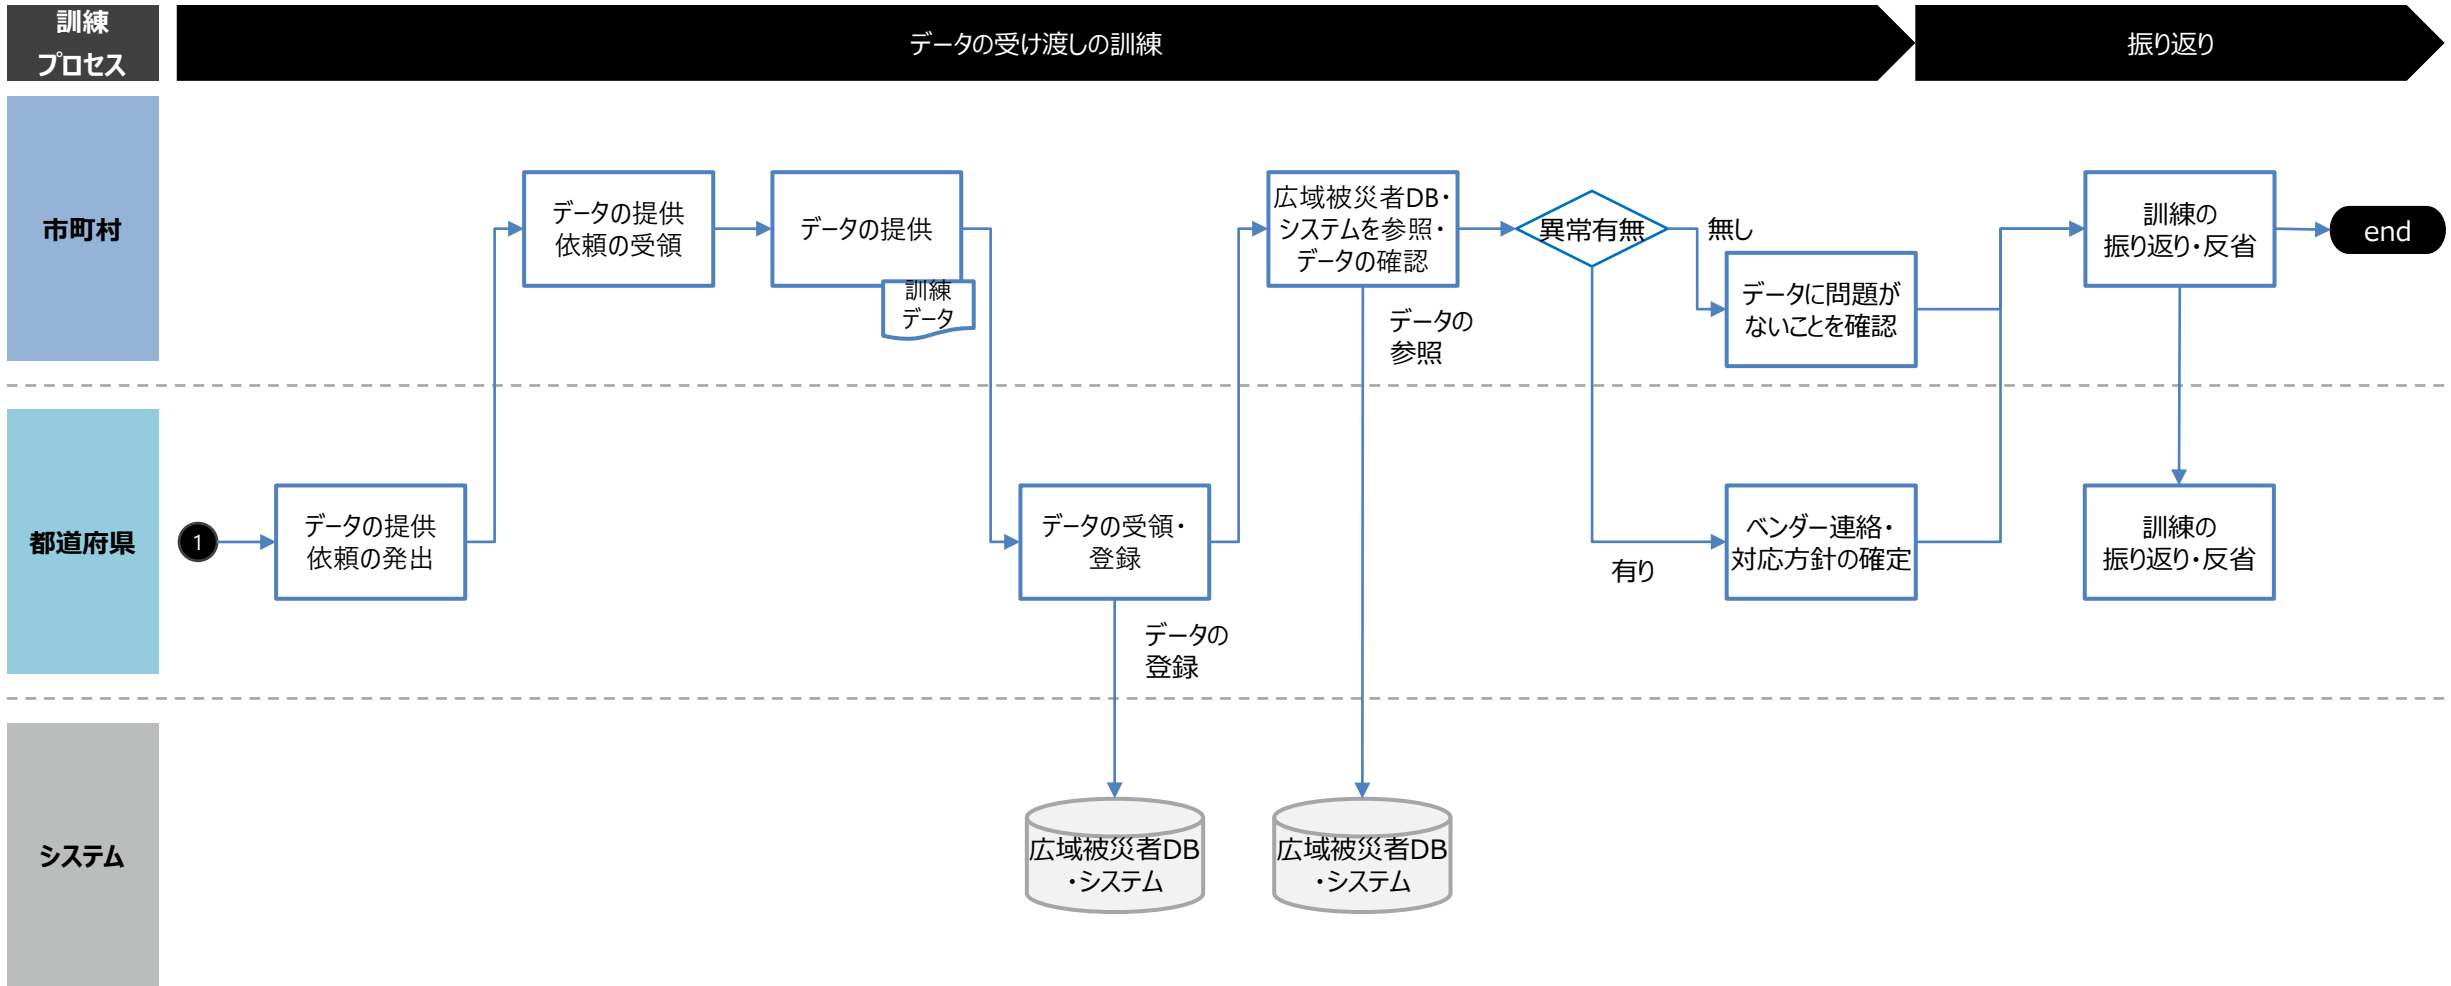 訓練
プロセス
データの受け渡しの訓練
振り返り
市町村
データの提供
依頼の受領
データの提供
訓練
データ
広域被災者DB・
システムを参照・
データの確認
データの
参照
異常有無
無し
データに問題が
ないことを確認
訓練の
振り返り・反省
end
都道府県
1
データの提供
依頼の発出
データの受領・
登録
データの
登録
有り
ベンダー連絡・
対応方針の確定
訓練の
振り返り・反省
システム
広域被災者DB
・システム
広域被災者DB
・システム